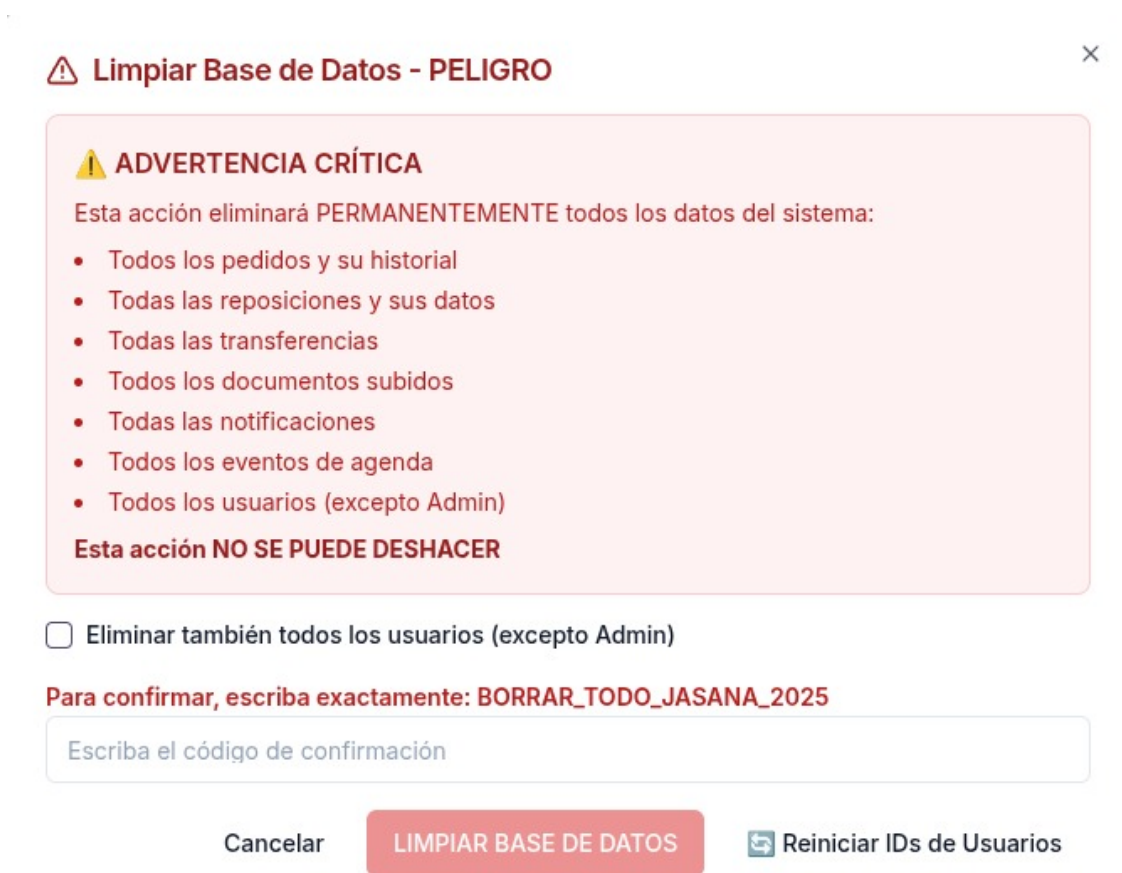 Limpiar Base de Datos - PELIGRO
ADVERTENCIA CRÍTICA
Esta acción eliminará PERMANENTEMENTE todos los datos del sistema:
Todos los pedidos y su historial
Todas las reposiciones y sus datos
Todas las transferencias
Todos los documentos subidos
Todas las notificaciones
Todos los eventos de agenda
Todos los usuarios (excepto Admin)
Esta acción NO SE PUEDE DESHACER
Eliminar también todos los usuarios (excepto Admin)
Para confirmar, escriba exactamente: BORRAR_TODO_JASANA_2025
Escriba el código de confirmación
Cancelar LIMPIAR BASE DE DATOS Reiniciar IDs de Usuarios